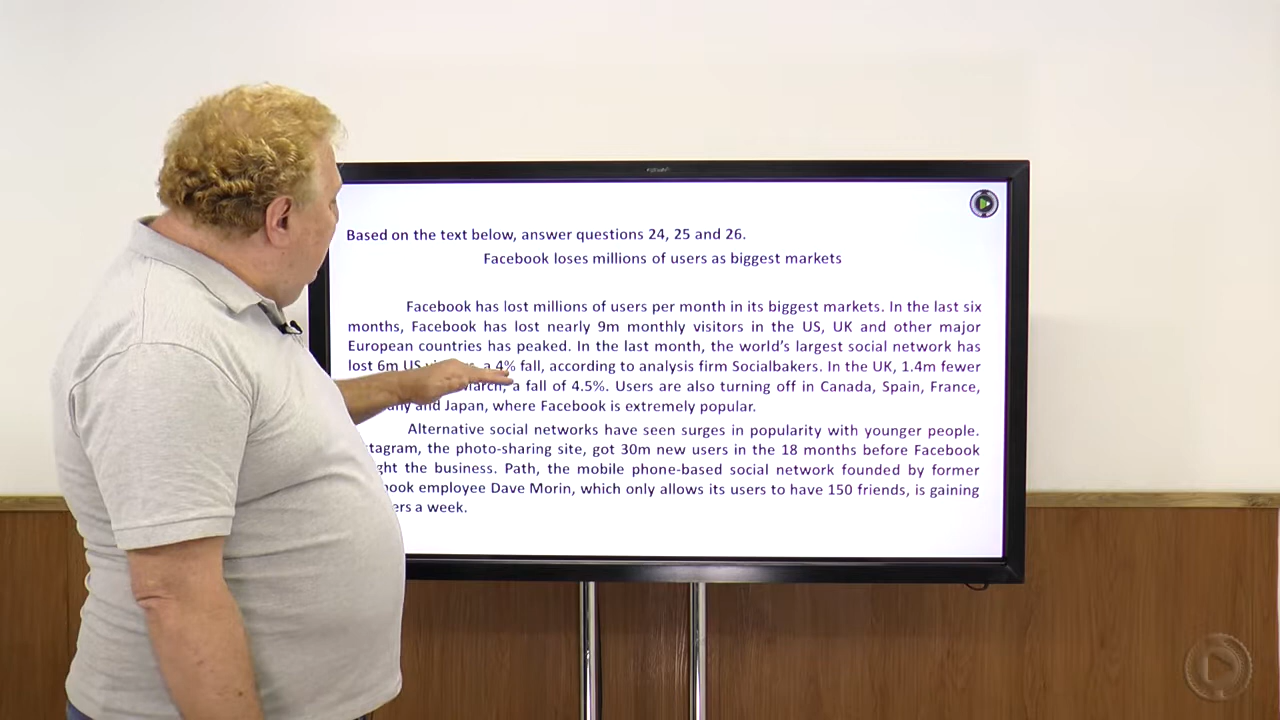 Based on the text below, answer questions 24, 25 and 26.
Facebook loses millions of users as biggest markets
Facebook has lost millions of users per month in its biggest markets. In the last six
months, Facebook has lost nearly 9m monthly visitors in the US, UK and other major
European countries has peaked. In the last month, the world's largest social network has
lost 6m US a 4% fall, according to analysis firm Socialbakers. In the UK, 1.4m fewer
March, a fall of 4.5%. Users are also turning off in Canada, Spain, France,
and Japan, where Facebook is extremely popular.
Alternative social networks have seen surges in popularity with younger people.
the photo-sharing site, got 30m new users in the 18 months before Facebook
the business. Path, the mobile phone-based social network founded by former
employee Dave Morin, which only allows its users to have 150 friends, is gaining
a week.